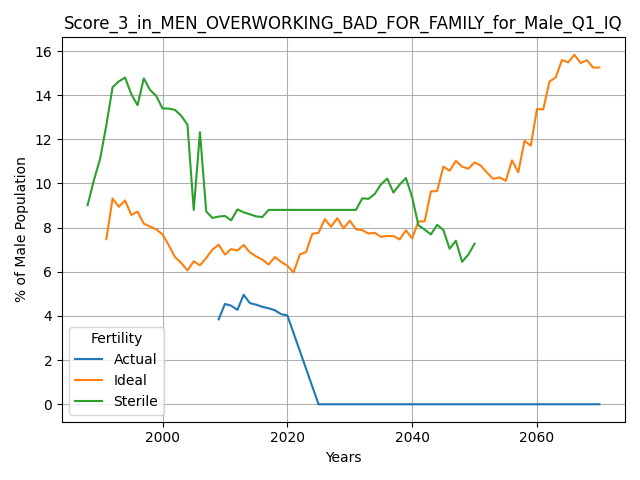 Score_3_in_MEN_OVERWORKING_BAD_FOR_FAMILY_for_Male_Q1_IQ
% of Male Population
16
14
12
10
8
6
4
2
0
Fertility
Actual
Ideal
Sterile
2000
2020
2040
2060
Years